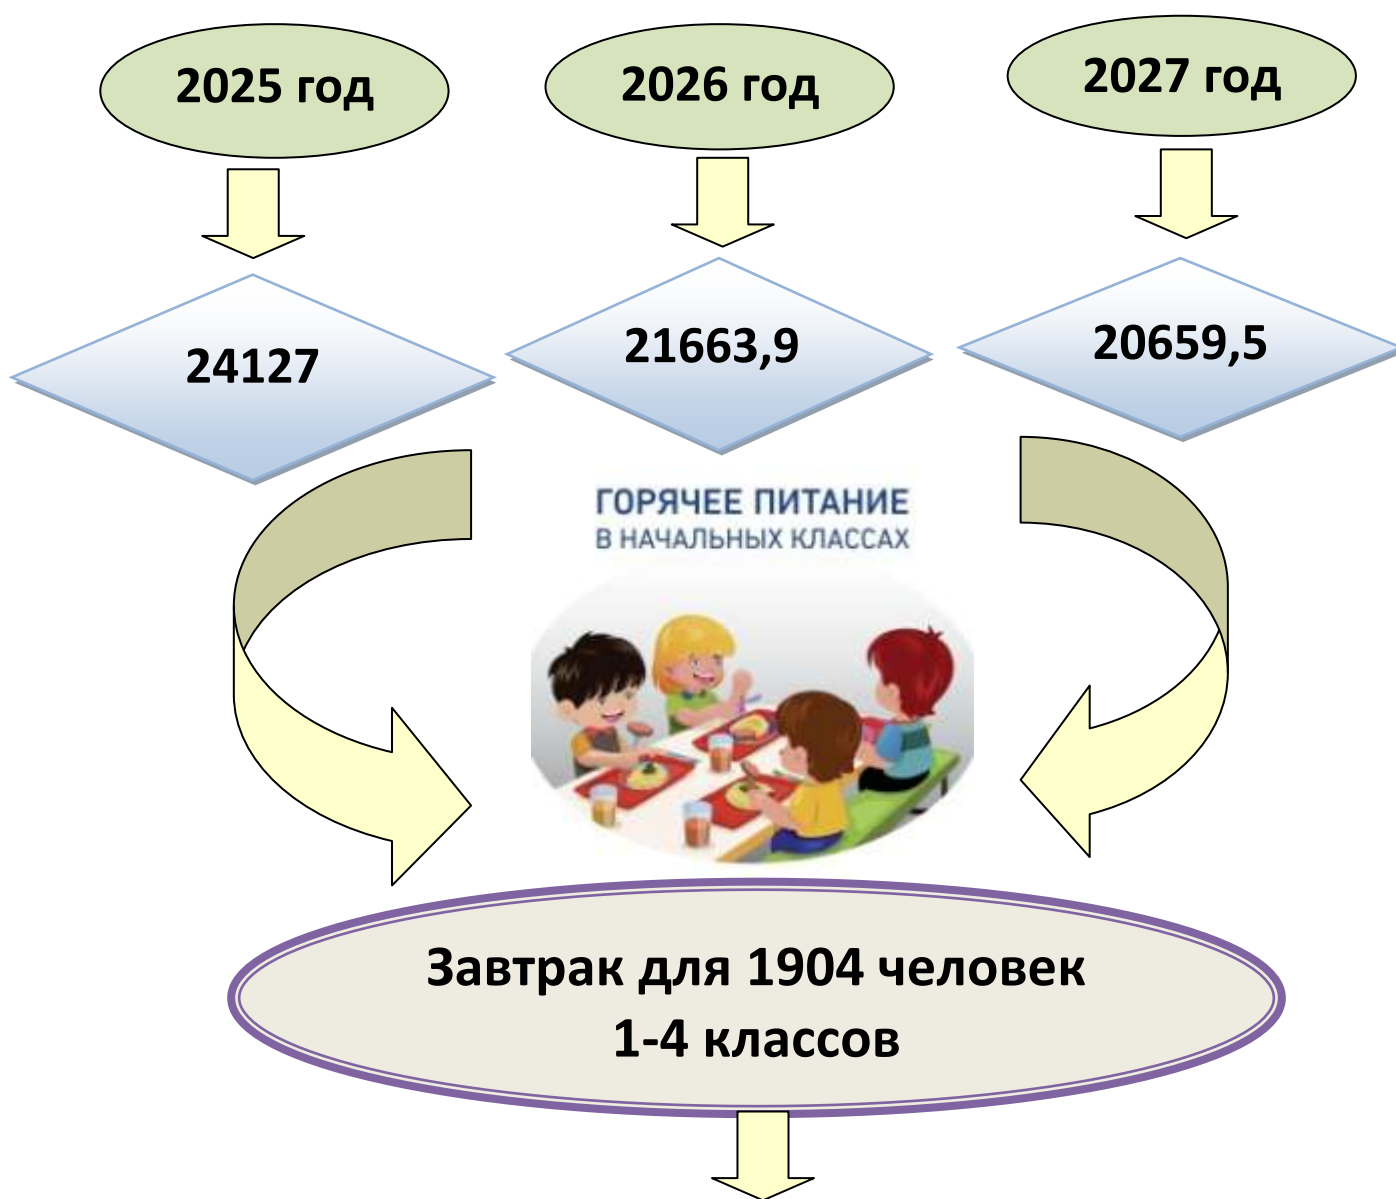 2025 год
2026 год
2027 год
24127
21663,9
20659,5
ГОРЯЧЕЕ ПИТАНИЕ
В НАЧАЛЬНЫХ КЛАССАХ
Завтрак для 1904 человек
1-4 классов